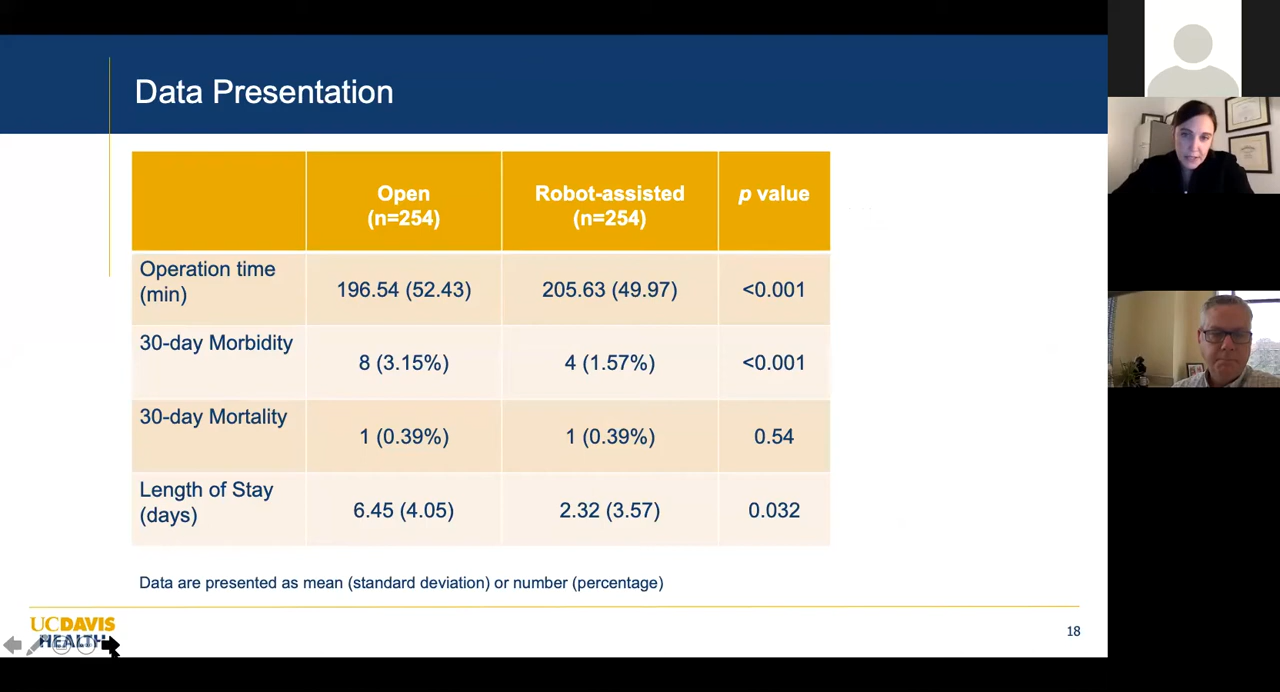 Data Presentation
Open
(n=254)
Robot-assisted
(n=254)
p value
Operation time
(min)
196.54 (52.43)
205.63 (49.97)
<0.001
30-day Morbidity
8 (3.15%)
4 (1.57%)
<0.001
30-day Mortality
1 (0.39%)
1 (0.39%)
0.54
Length of Stay
(days)
6.45 (4.05)
2.32 (3.57)
0.032
Data are presented as mean (standard deviation) or number (percentage)
UCDAVIS
HEALTH
18